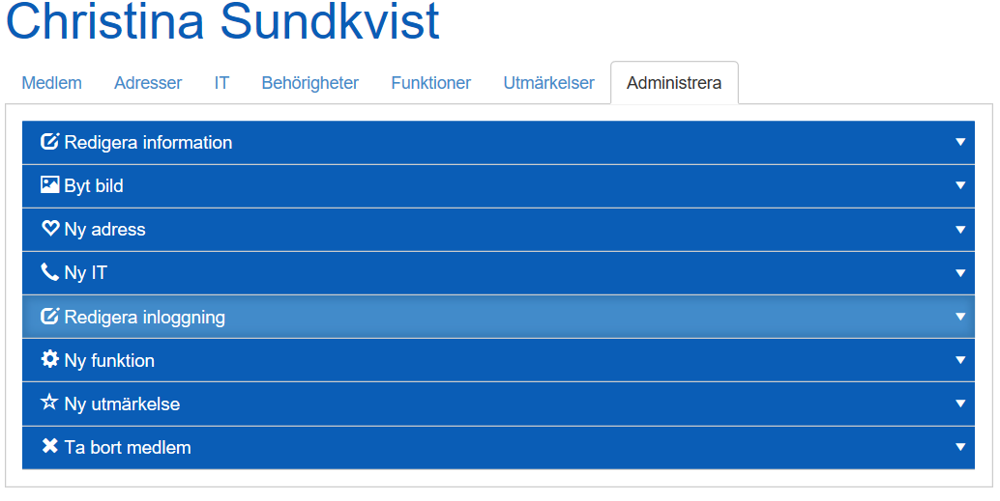 Christina Sundkvist
Medlem Adresser IT Behörigheter Funktioner Utmärkelser Administrera
Redigera information
Byt bild
Ny adress
Ny IT
Redigera inloggning
Ny funktion
Ny utmärkelse
Ta bort medlem